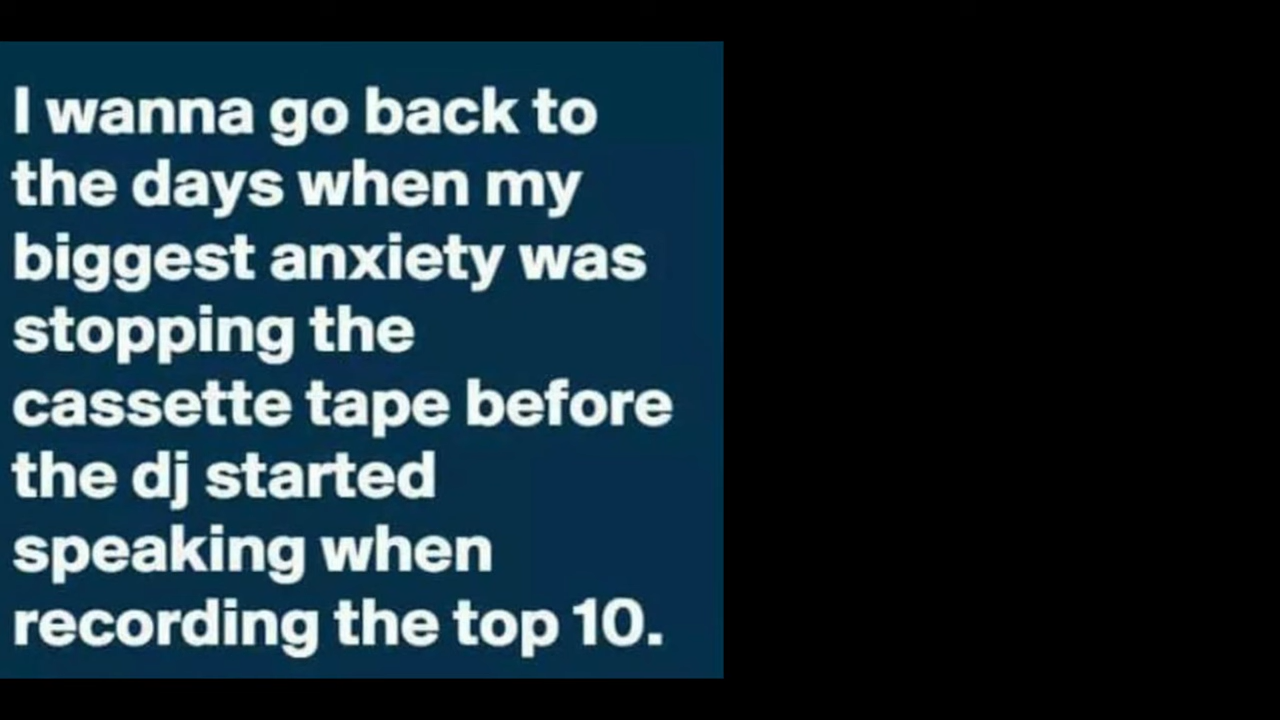 I wanna go back to
the days when my
biggest anxiety was
stopping the
cassette tape before
the dj started
speaking when
recording the top 10.